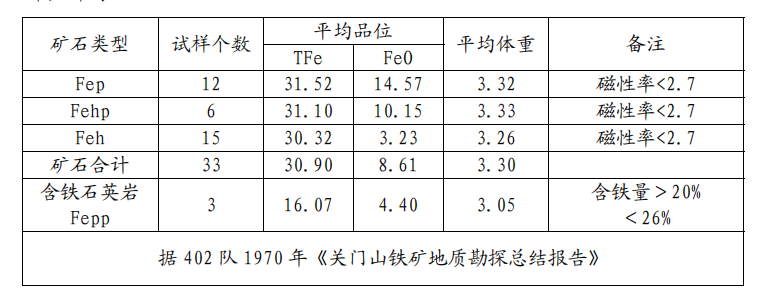 矿石类型 试样个数 平均品位 平均体重 备注
TFe FeO
Fep 12 31.52 14.57 3.32 磁性率<2.7
Fehp 6 31.10 10.15 3.33 磁性率<2.7
Feh 15 30.32 3.23 3.26 磁性率<2.7
矿石合计 33 30.90 8.61 3.30
含铁石英岩 Fepp 3 16.07 4.40 3.05 含铁量＞20% ＜26%
据 402 队 1970 年《关门山铁矿地质勘探总结报告》